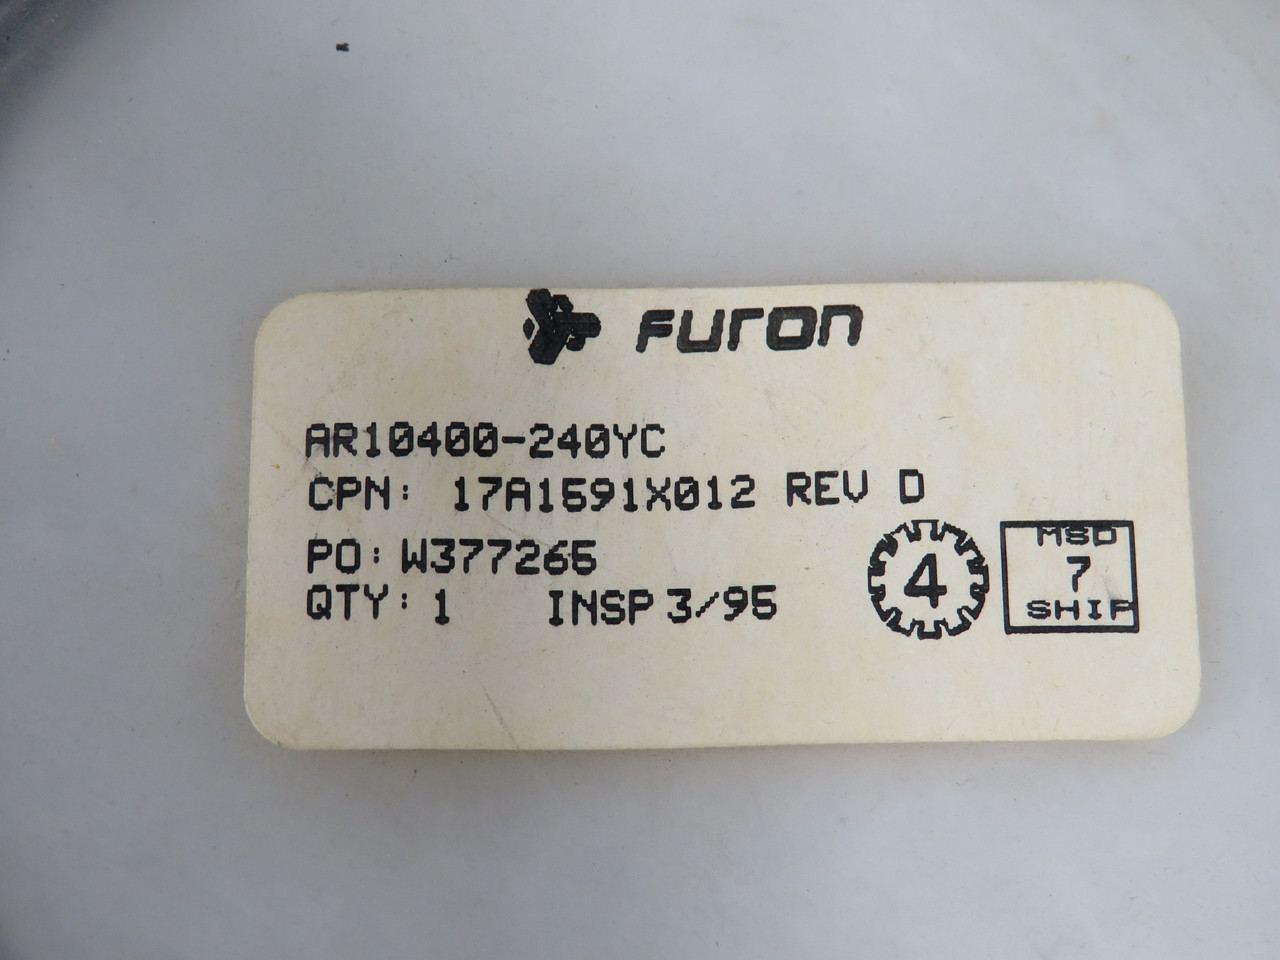 Furon
AR10400-240YC
CPN: 17A1591X012 REV D
PO: W377265
QTY: 1 INSP 3/95
4
MSD
7
SHIP